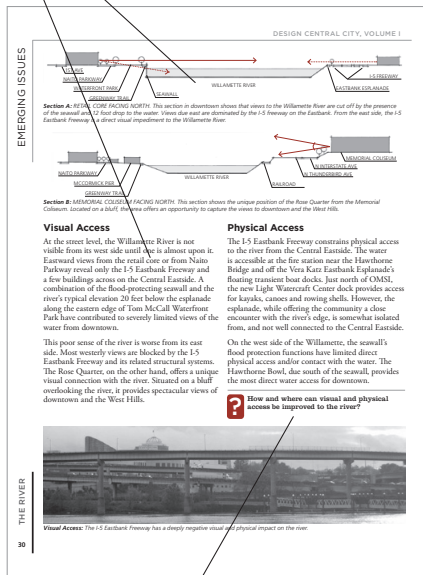 DESIGN CENTRAL CITY, VOLUME I
EMERGING ISSUES
1ST AVE
NAITO PARKWAY
WATERFRONT PARK
GREENWAY TRAIL
SEAWALL
WILLAMETTE RIVER
I-5 FREEWAY
EASTBANK ESPLANADE
Section A: RETAIL CORE FACING NORTH. This section in downtown shows that views to the Willamette River are cut off by the presence
of the seawall and 12 foot drop to the water. Views due east are dominated by the I-5 freeway on the Eastbank. From the east side, the I-5
Eastbank Freeway is a direct visual impediment to the Willamette River.
NAITO PARKWAY
MCCORMICK PIER
GREENWAY TRAIL
WILLAMETTE RIVER
RAILROAD
MEMORIAL COLISEUM
N INTERSTATE AVE
N THUNDERBIRD AVE
Section B: MEMORIAL COLISEUM FACING NORTH. This section shows the unique position of the Rose Quarter from the Memorial
Coliseum. Located on a bluff, the area offers an opportunity to capture the views to downtown and the West Hills.
Visual Access
At the street level, the Willamette River is not
visible from its west side until one is almost upon it.
Eastward views from the retail core or from Naito
Parkway reveal only the I-5 Eastbank Freeway and
a few buildings across on the Central Eastside. A
combination of the flood-protecting seawall and the
river's typical elevation 20 feet below the esplanade
along the eastern edge of Tom McCall Waterfront
Park have contributed to severely limited views of the
water from downtown.
This poor sense of the river is worse from its east
side. Most westerly views are blocked by the I-5
Eastbank Freeway and its related structural systems.
The Rose Quarter, on the other hand, offers a unique
visual connection with the river. Situated on a bluff
overlooking the river, it provides spectacular views of
downtown and the West Hills.
Physical Access
The I-5 Eastbank Freeway constrains physical access
to the river from the Central Eastside. The water
is accessible at the fire station near the Hawthorne
Bridge and off the Vera Katz Eastbank Esplanade's
floating transient boat docks. Just north of OMSI,
the new Light Watercraft Center dock provides access
for kayaks, canoes and rowing shells. However, the
esplanade, while offering the community a close
encounter with the river's edge, is somewhat isolated
from, and not well connected to the Central Eastside.
On the west side of the Willamette, the seawall's
flood protection functions have limited direct
physical access and/or contact with the water. The
Hawthorne Bowl, due south of the seawall, provides
the most direct water access for downtown.
? How and where can visual and physical
access be improved to the river?
Visual Access: The I-5 Eastbank Freeway has a deeply negative visual and physical impact on the river.
THE RIVER
30